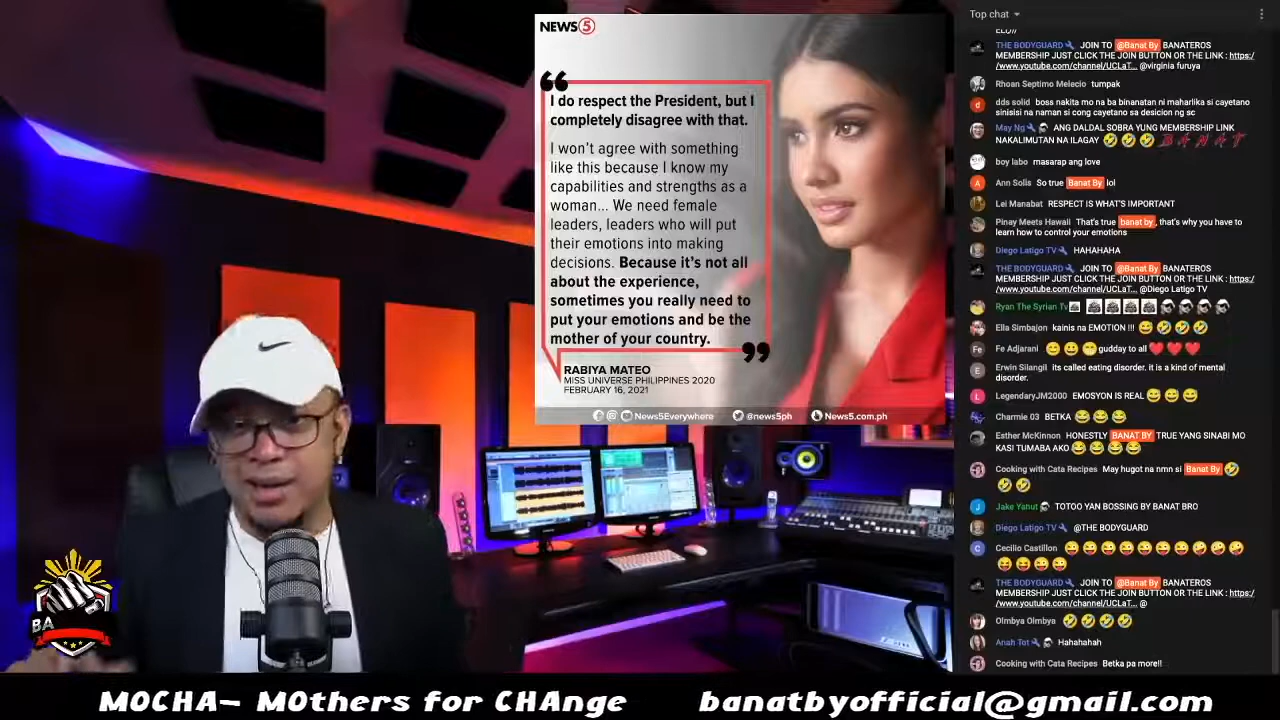 NEWS5
I do respect the President, but I
completely disagree with that.
I won't agree with something
like this because I know my
capabilities and strengths as a
woman... We need female
leaders, leaders who will put
their emotions into making
decisions. Because it's not all
about the experience,
sometimes you really need to
put your emotions and be the
mother of your country.
RABIYA MATEO
MISS UNIVERSE PHILIPPINES 2020
FEBRUARY 16, 2021
News5Everywhere @news5ph News5.com.ph
BA
MOCHA- MOthers for CHAnge banatbyofficial@gmail.com
Top chat
THE BODYGUARD JOIN TO @Banat By BANATEROS
MEMBERSHIP JUST CLICK THE JOIN BUTTON OR THE LINK : https:/
/www.youtube.com/channel/UCLaT... @virginia furuya
Rhoan Septimo Melecio tumpak
dds solid boss nakita mo na ba binanatan ni maharlika si cayetano
sinisisi na naman si cong cayetano sa desicion ng sc
May Ng ANG DALDAL SOBRA YUNG MEMBERSHIP LINK
NAKALIMUTAN NA ILAGAY 🤣🤣🤣 BANAT
boy labo masarap ang love
Ann Solis So true Banat By lol
Lei Manabat RESPECT IS WHAT'S IMPORTANT
Pinay Meets Hawaii That's true banat by, that's why you have to
learn how to control your emotions
Diego Latigo TV HAHAHAHA
THE BODYGUARD JOIN TO @Banat By BANATEROS
MEMBERSHIP JUST CLICK THE JOIN BUTTON OR THE LINK : https:/
/www.youtube.com/channel/UCLaT... @Diego Latigo TV
Ryan The Syrian Tv
Ella Simbajon kainis na EMOTION !!! 😅🤣🤣🤣
Fe Adjarani 😊😀😁 gudday to all ❤❤❤
Erwin Silangil its called eating disorder. it is a kind of mental
disorder.
LegendaryJM2000 EMOSYON IS REAL 😅😅😅
Charmie 03 BETKA 😂😂😂
Esther McKinnon HONESTLY BANAT BY TRUE YANG SINABI MO
KASI TUMABA AKO 😂😂😂😂
Cooking with Cata Recipes May hugot na nmn si Banat By 🤣
🤣🤣
Jake Yanut TOTOO YAN BOSSING BY BANAT BRO
Diego Latigo TV @THE BODYGUARD
Cecilio Castillon 😜😝😜😜😜😜😜😜🤪🤪🤪
😝😝😜😜
THE BODYGUARD JOIN TO @Banat By BANATEROS
MEMBERSHIP JUST CLICK THE JOIN BUTTON OR THE LINK : https:/
/www.youtube.com/channel/UCLaT... @
Olmbya Olmbya 🤣🤣🤣🤣
Anah Tot Hahahahah
Cooking with Cata Recipes Betka pa more!!